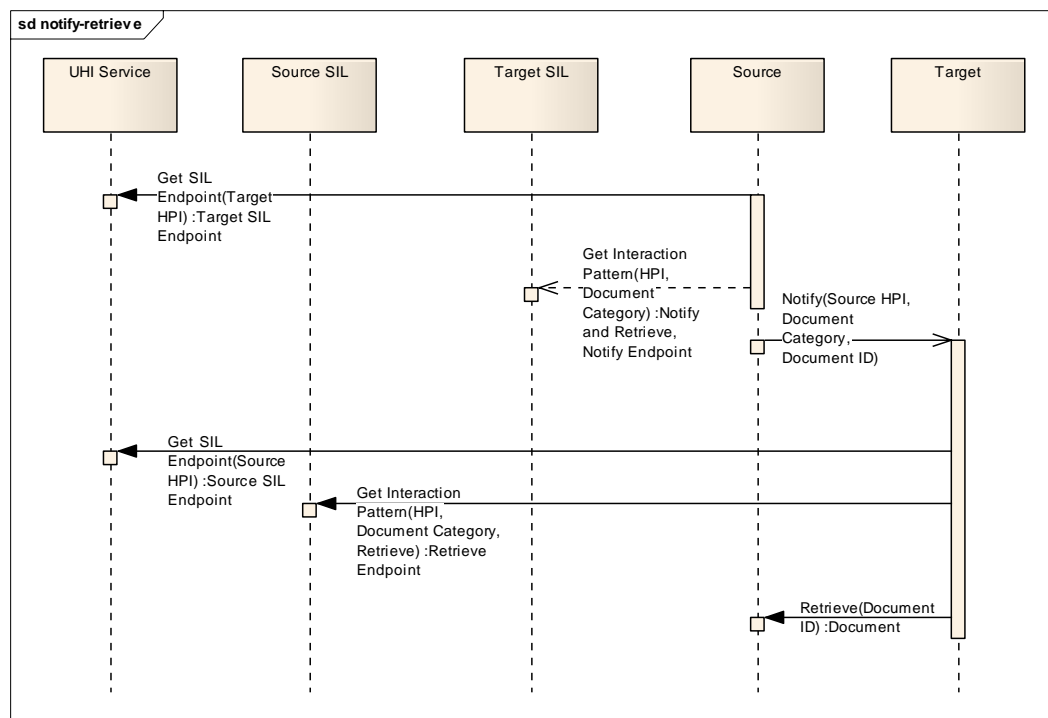 sd notify-retrieve
UHI Service
Source SIL
Target SIL
Source
Target
Get SIL
Endpoint(Target
HPI) :Target SIL
Endpoint
Get Interaction
Pattern(HPI,
Document
Category) :Notify
and Retrieve,
Notify Endpoint
Notify(Source HPI,
Document
Category,
Document ID)
Get SIL
Endpoint(Source
HPI) :Source SIL
Endpoint
Get Interaction
Pattern(HPI,
Document Category,
Retrieve) :Retrieve
Endpoint
Retrieve(Document
ID) :Document